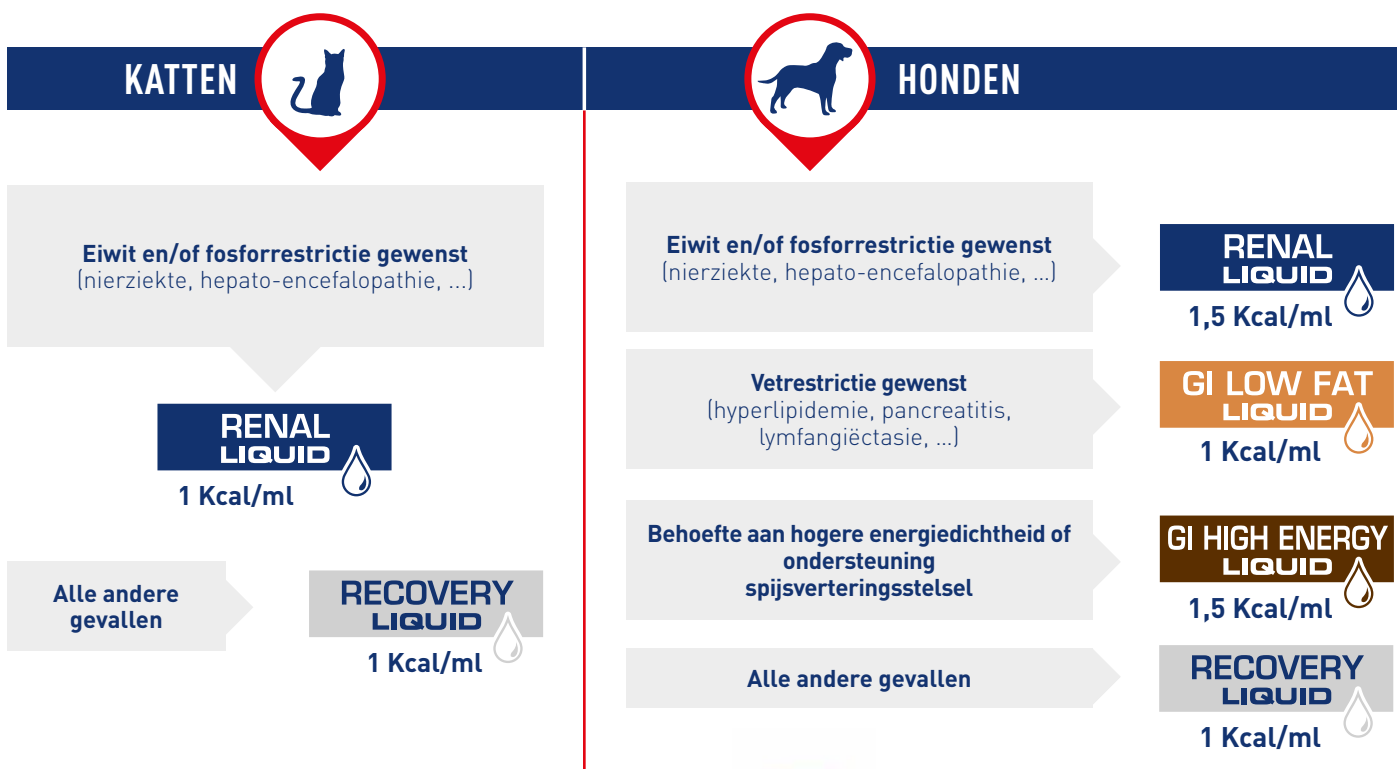 KATTEN
Eiwit en/of fosforrestrictie gewenst
(nierziekte, hepato-encefalopathie, ...)
RENAL
LIQUID
1 Kcal/ml
Alle andere
gevallen
RECOVERY
LIQUID
1 Kcal/ml
HONDEN
Eiwit en/of fosforrestrictie gewenst
(nierziekte, hepato-encefalopathie, ...)
RENAL
LIQUID
1,5 Kcal/ml
Vetrestrictie gewenst
(hyperlipidemie, pancreatitis,
lymfangiëctasie, ...)
GI LOW FAT
LIQUID
1 Kcal/ml
Behoefte aan hogere energiedichtheid of
ondersteuning
spijsverteringsstelsel
GI HIGH ENERGY
LIQUID
1,5 Kcal/ml
Alle andere gevallen
RECOVERY
LIQUID
1 Kcal/ml